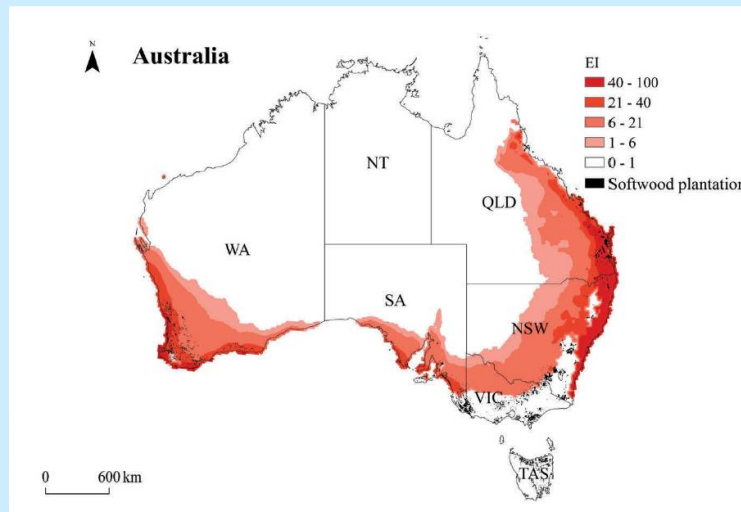 N
Australia
EI
40 - 100
21 - 40
6 - 21
1 - 6
0 - 1
Softwood plantation
NT
QLD
WA
SA
NSW
VIC
TAS
0 600 km